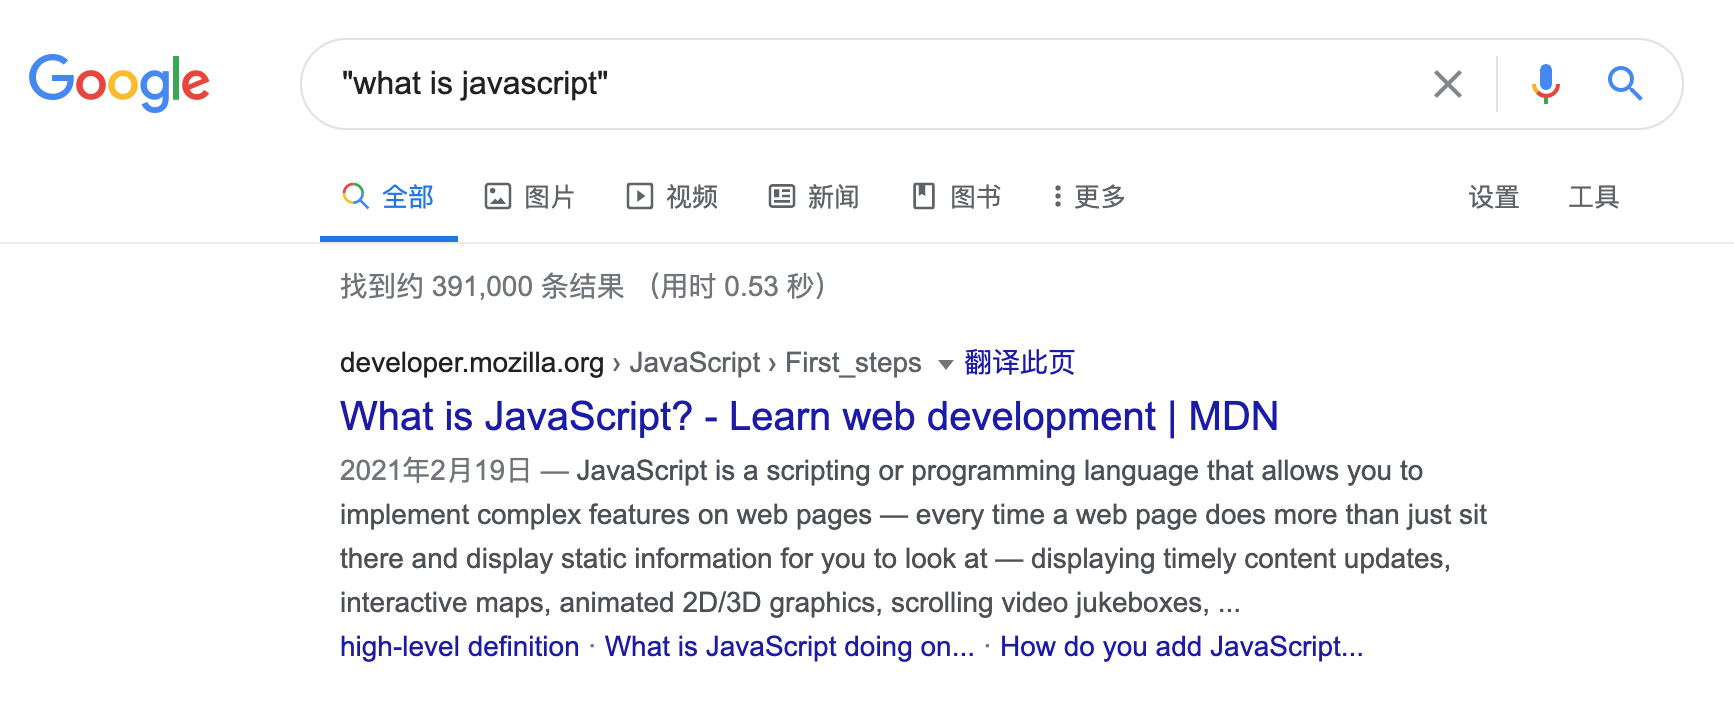 Google
"what is javascript"
全部 图片 视频 新闻 图书 更多 设置 工具
找到约 391,000 条结果 （用时 0.53 秒）
developer.mozilla.org › JavaScript › First_steps 翻译此页
What is JavaScript? - Learn web development | MDN
2021年2月19日 — JavaScript is a scripting or programming language that allows you to
implement complex features on web pages — every time a web page does more than just sit
there and display static information for you to look at — displaying timely content updates,
interactive maps, animated 2D/3D graphics, scrolling video jukeboxes, ...
high-level definition · What is JavaScript doing on... · How do you add JavaScript...